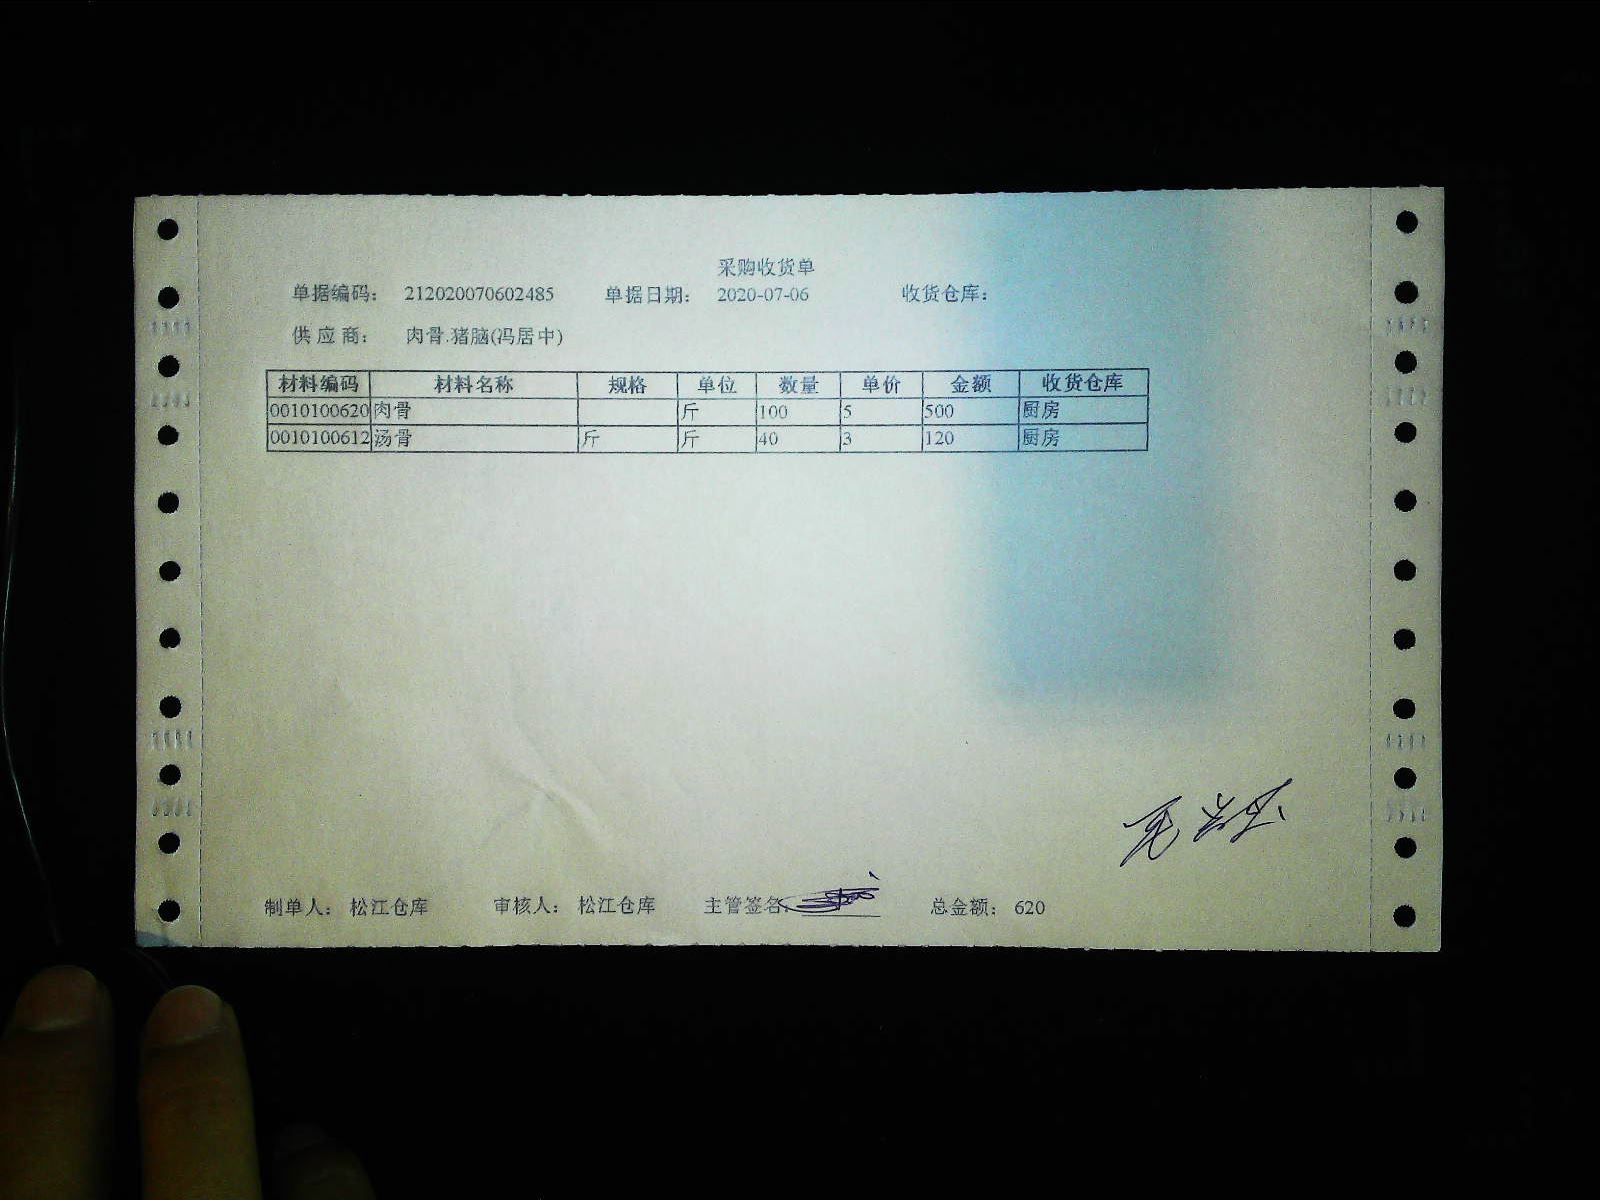 采购收货单
单据编码： 212020070602485 单据日期： 2020-07-06 收货仓库：
供 应 商： 肉骨.猪脑(冯居中)
材料编码 材料名称 规格 单位 数量 单价 金额 收货仓库
0010100620 肉骨 斤 100 5 500 厨房
0010100612 汤骨 斤 斤 40 3 120 厨房
制单人： 松江仓库 审核人： 松江仓库 主管签名： 总金额： 620